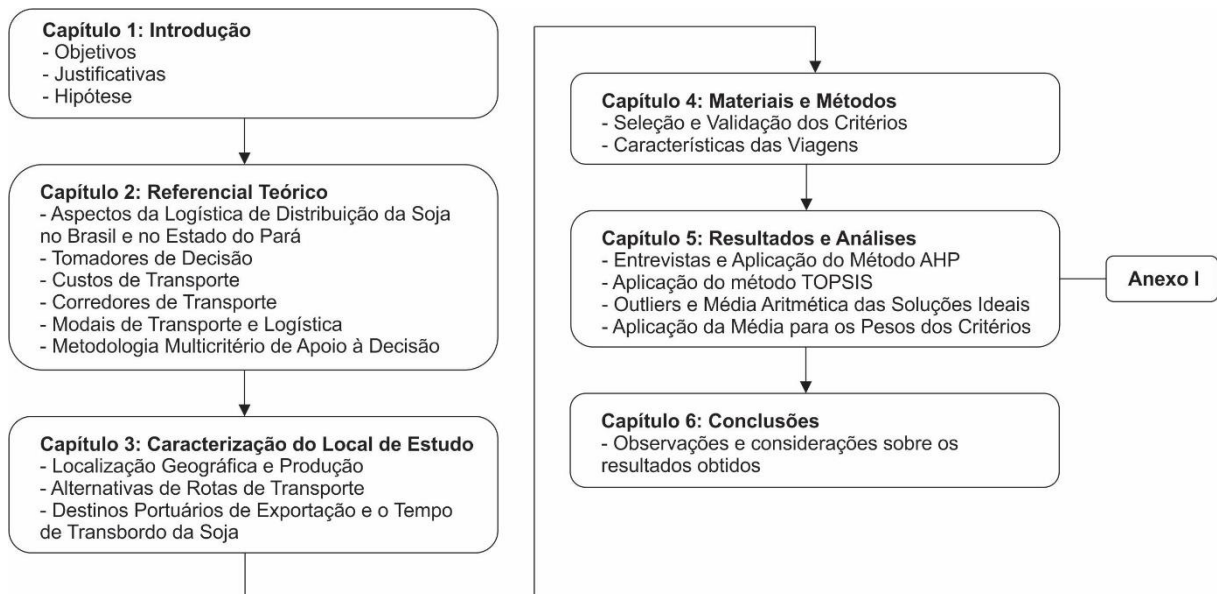 Capítulo 1: Introdução
- Objetivos
- Justificativas
- Hipótese
Capítulo 2: Referencial Teórico
- Aspectos da Logística de Distribuição da Soja
no Brasil e no Estado do Pará
- Tomadores de Decisão
- Custos de Transporte
- Corredores de Transporte
- Modais de Transporte e Logística
- Metodologia Multicritério de Apoio à Decisão
Capítulo 3: Caracterização do Local de Estudo
- Localização Geográfica e Produção
- Alternativas de Rotas de Transporte
- Destinos Portuários de Exportação e o Tempo
de Transbordo da Soja
Capítulo 4: Materiais e Métodos
- Seleção e Validação dos Critérios
- Características das Viagens
Capítulo 5: Resultados e Análises
- Entrevistas e Aplicação do Método AHP
- Aplicação do método TOPSIS
- Outliers e Média Aritmética das Soluções Ideais
- Aplicação da Média para os Pesos dos Critérios
Anexo I
Capítulo 6: Conclusões
- Observações e considerações sobre os
resultados obtidos